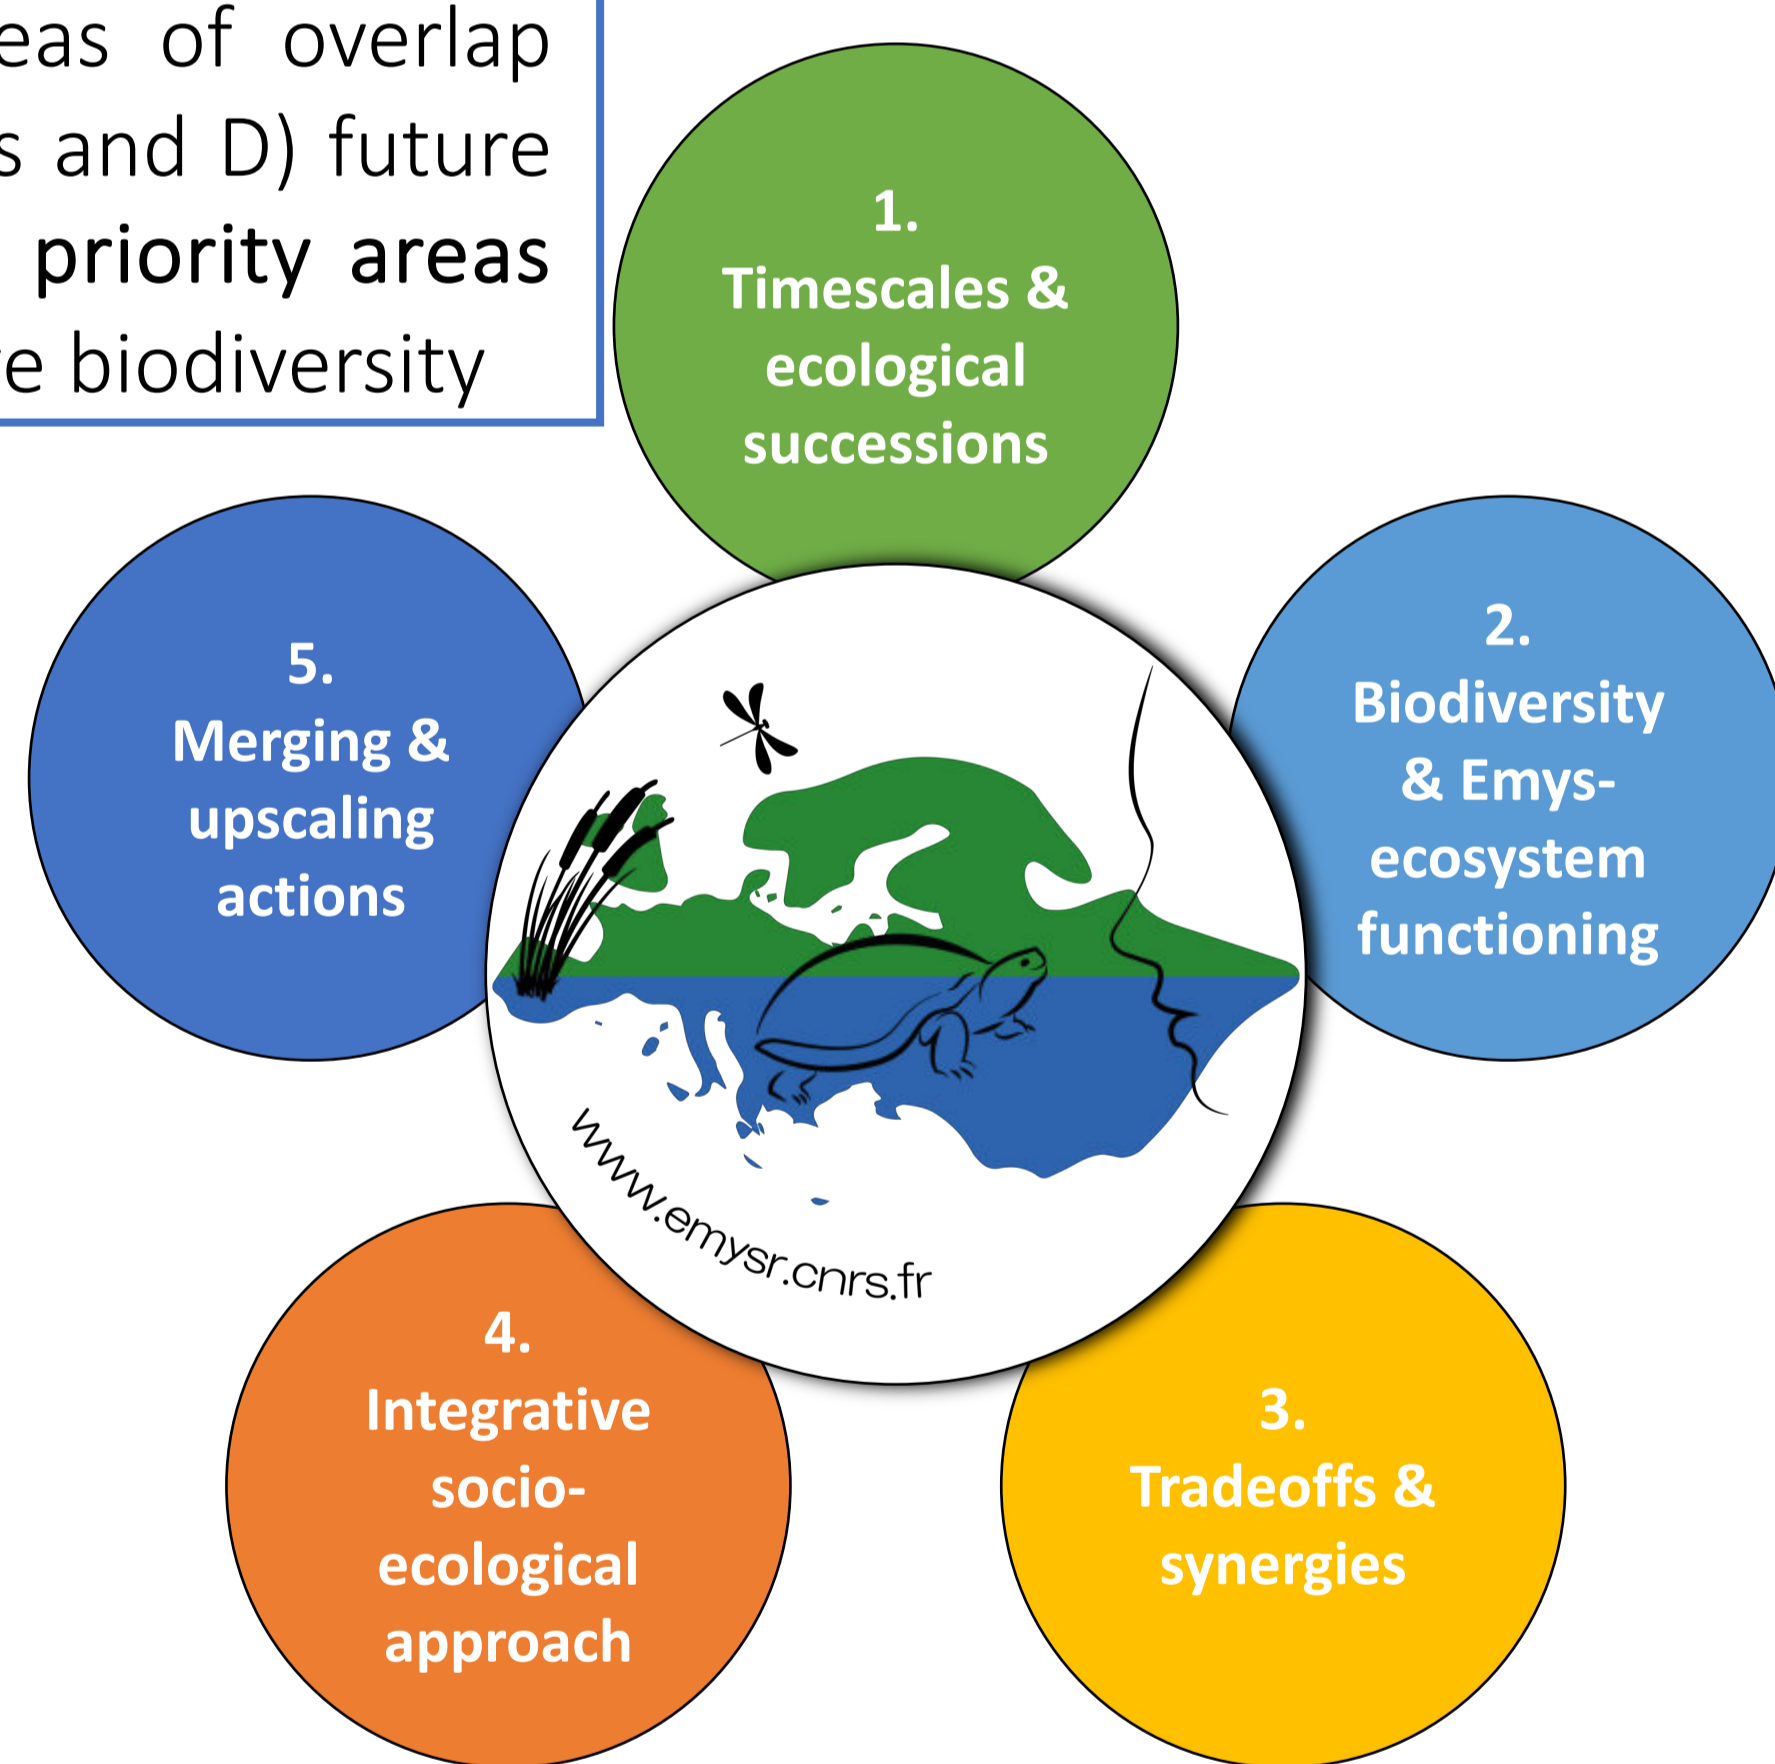 of overlap
and D) future
priority areas
biodiversity
1.
Timescales &
ecological
successions
2.
Biodiversity
& Emys-
ecosystem
functioning
3.
Tradeoffs &
synergies
4.
Integrative
socio-
ecological
approach
5.
Merging &
upscaling
actions
www.emysr.cnrs.fr